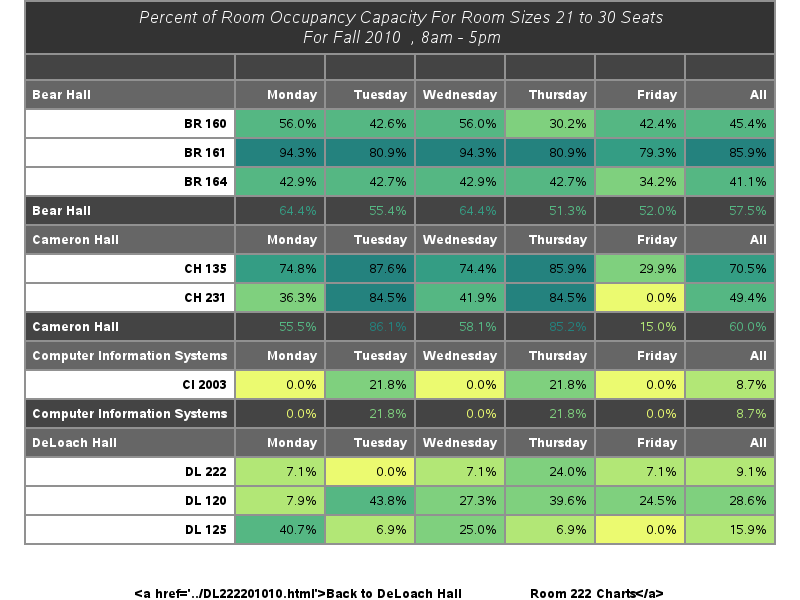 Percent of Room Occupancy Capacity For Room Sizes 21 to 30 Seats
For Fall 2010 , 8am - 5pm
Bear Hall Monday Tuesday Wednesday Thursday Friday All
BR 160 56.0% 42.6% 56.0% 30.2% 42.4% 45.4%
BR 161 94.3% 80.9% 94.3% 80.9% 79.3% 85.9%
BR 164 42.9% 42.7% 42.9% 42.7% 34.2% 41.1%
Bear Hall 64.4% 55.4% 64.4% 51.3% 52.0% 57.5%
Cameron Hall Monday Tuesday Wednesday Thursday Friday All
CH 135 74.8% 87.6% 74.4% 85.9% 29.9% 70.5%
CH 231 36.3% 84.5% 41.9% 84.5% 0.0% 49.4%
Cameron Hall 55.5% 86.1% 58.1% 85.2% 15.0% 60.0%
Computer Information Systems Monday Tuesday Wednesday Thursday Friday All
CI 2003 0.0% 21.8% 0.0% 21.8% 0.0% 8.7%
Computer Information Systems 0.0% 21.8% 0.0% 21.8% 0.0% 8.7%
DeLoach Hall Monday Tuesday Wednesday Thursday Friday All
DL 222 7.1% 0.0% 7.1% 24.0% 7.1% 9.1%
DL 120 7.9% 43.8% 27.3% 39.6% 24.5% 28.6%
DL 125 40.7% 6.9% 25.0% 6.9% 0.0% 15.9%
<a href='../DL222201010.html'>Back to DeLoach Hall Room 222 Charts</a>